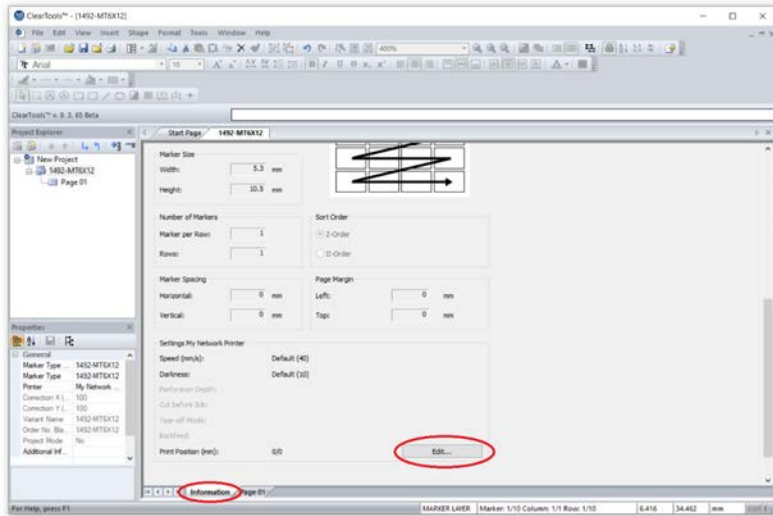 ClearTools™ - [1492-MT6X12]
File Edit View Insert Shape Format Tools Window Help
400%
Arial 10
ClearTools™ v. 9. 3. 65 Beta
Project Explorer
New Project
1492-MT6X12
Page 01
Start Page 1492-MT6X12
Marker Size
Width: 5.3 mm
Height: 10.5 mm
Number of Markers
Marker per Row: 1
Rows: 1
Sort Order
Z-Order
Marker Spacing
Horizontal: 0 mm
Vertical: 0 mm
Page Margin
Left: 0 mm
Top: 0 mm
Settings My Network Printer
Speed (mm/s): Default (40)
Darkness: Default (10)
Perforation Depth:
Cut before Job:
Tear-off Mode:
Backfeed:
Print Position (mm): 0/0
Edit...
Properties
General
Marker Type ... 1492-MT6X12
Marker Type 1492-MT6X12
Printer My Network ...
Correction X (... 100
Correction Y (... 100
Variant Name 1492-MT6X12
Order No. Bla... 1492-MT6X12
Project Mode No
Additional Inf...
Information Page 01
For Help, press F1
MARKER LAYER Marker: 1/10 Column: 1/1 Row: 1/10 6.416 34.462 mm